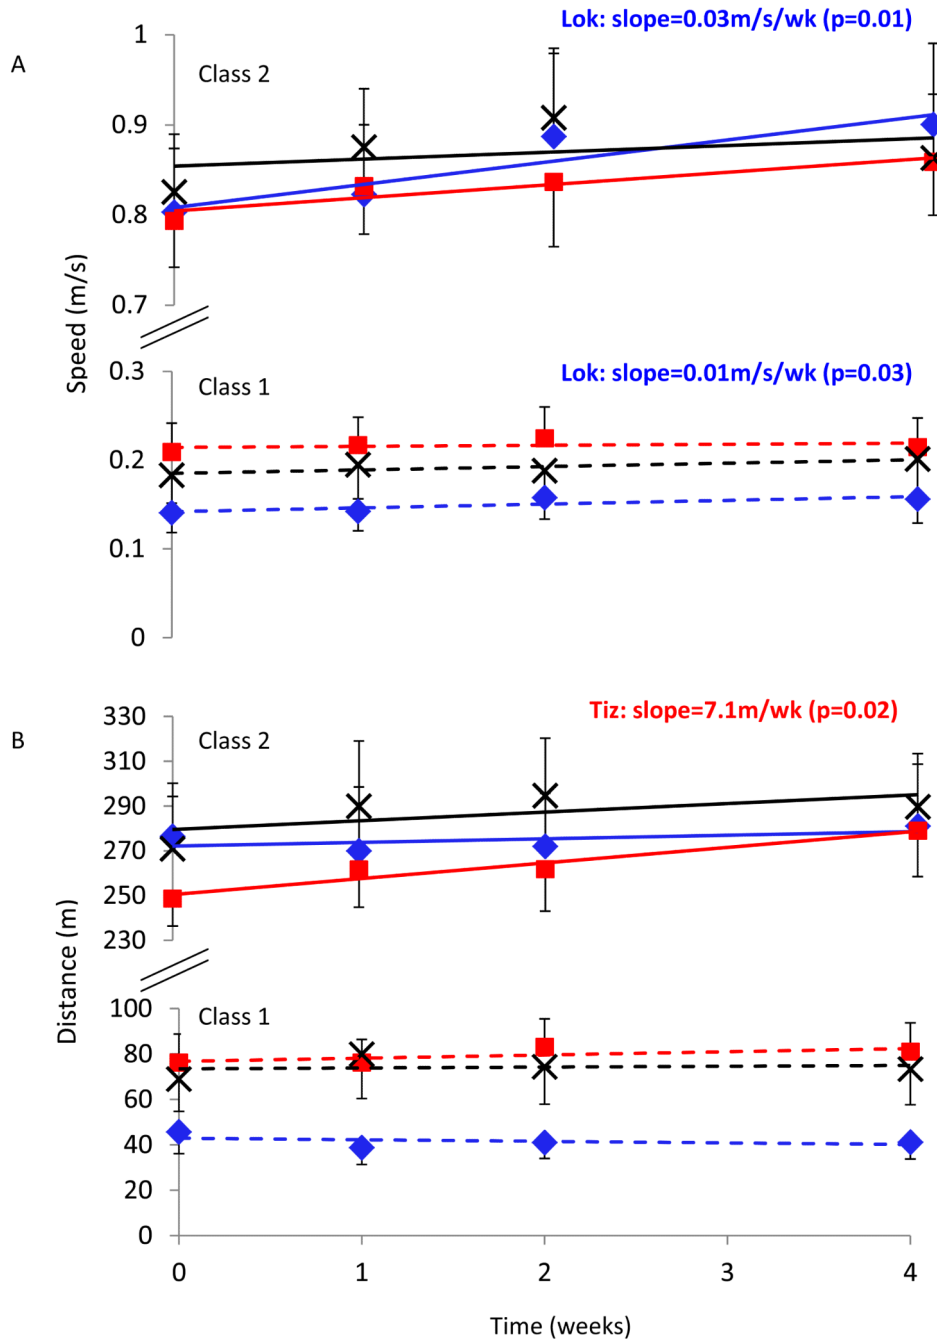 Lok: slope=0.03m/s/wk (p=0.01)
A
Class 2
1
0.9
0.8
0.7
Speed (m/s)
Lok: slope=0.01m/s/wk (p=0.03)
Class 1
0.3
0.2
0.1
0
Tiz: slope=7.1m/wk (p=0.02)
B
Class 2
330
310
290
270
250
230
Distance (m)
Class 1
100
80
60
40
20
0
0 1 2 3 4
Time (weeks)